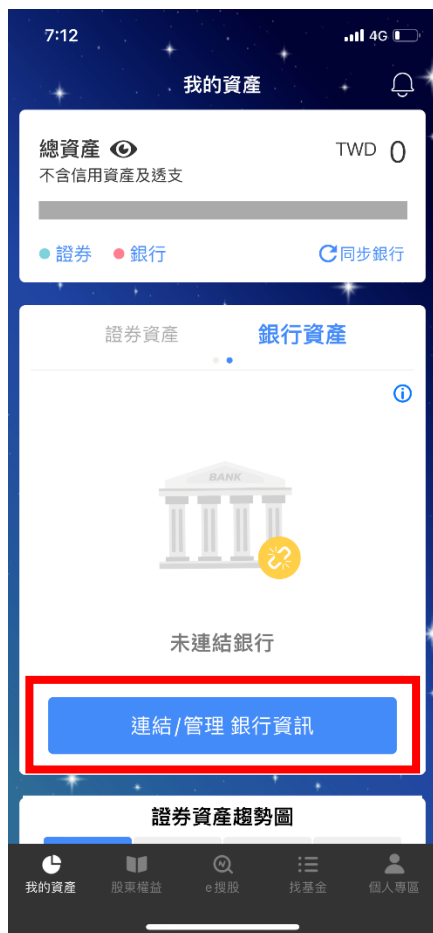 7:12 4G
我的資產
總資產 TWD 0
不含信用資產及透支
證券 銀行 同步銀行
證券資產 銀行資產
BANK
未連結銀行
連結/管理 銀行資訊
證券資產趨勢圖
我的資產 股東權益 e搜股 找基金 個人專區